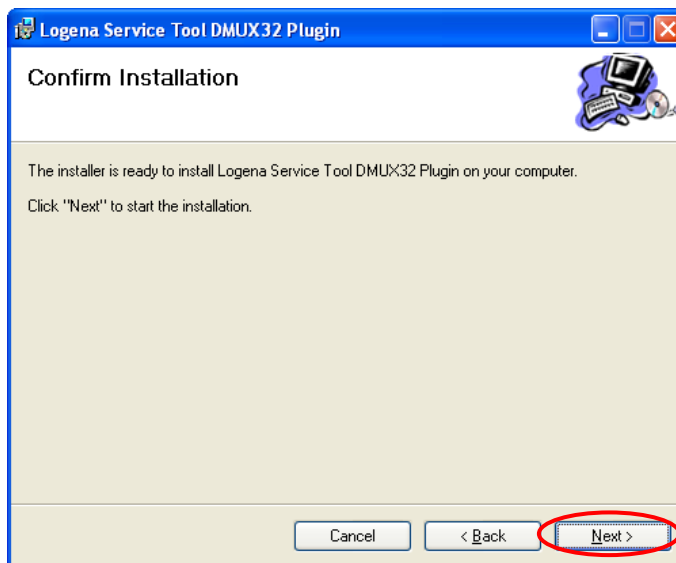 Logena Service Tool DMUX32 Plugin
Confirm Installation
The installer is ready to install Logena Service Tool DMUX32 Plugin on your computer.
Click "Next" to start the installation.
Cancel
< Back
Next >